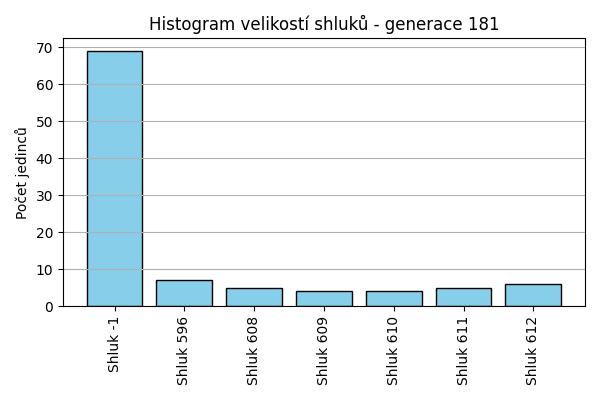 Histogram velikostí shluků - generace 181
Počet jedinců
70
60
50
40
30
20
10
0
Shluk -1
Shluk 596
Shluk 608
Shluk 609
Shluk 610
Shluk 611
Shluk 612